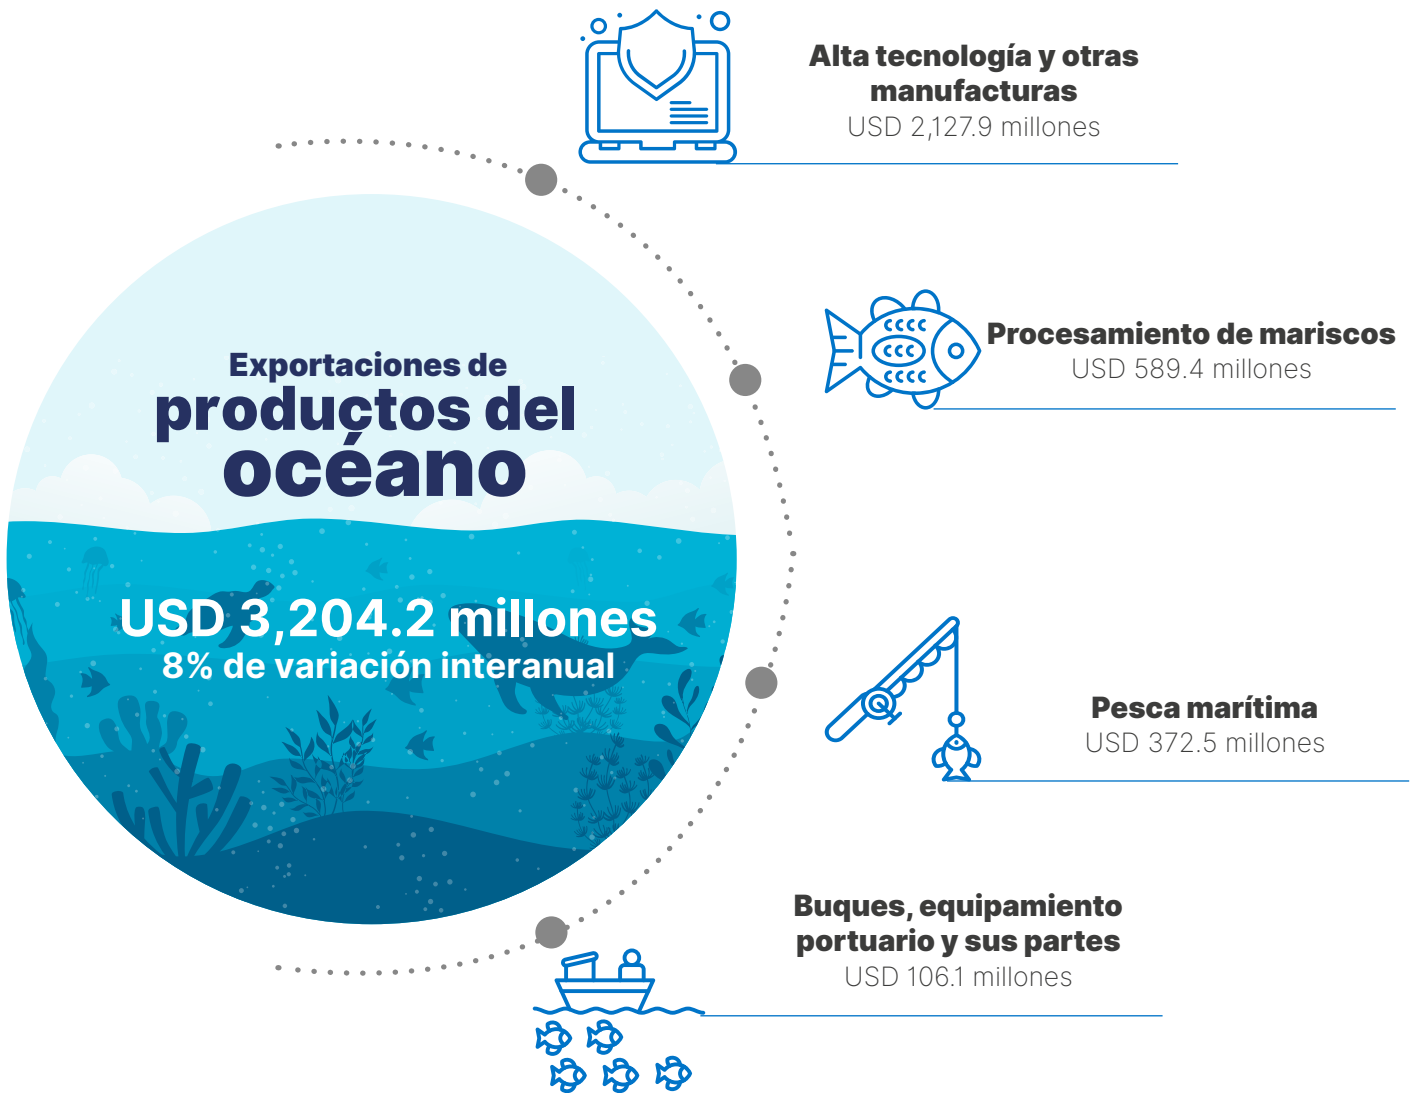 Exportaciones de
productos del
océano
USD 3,204.2 millones
8% de variación interanual
Alta tecnología y otras
manufacturas
USD 2,127.9 millones
Procesamiento de mariscos
USD 589.4 millones
Pesca marítima
USD 372.5 millones
Buques, equipamiento
portuario y sus partes
USD 106.1 millones